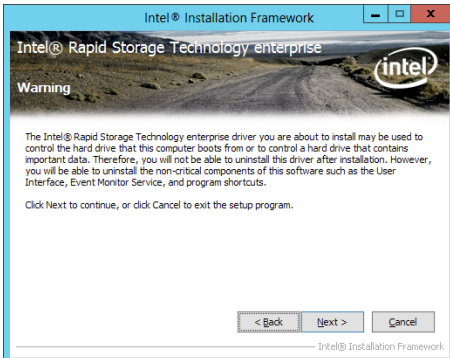 Intel® Installation Framework
Intel® Rapid Storage Technology enterprise
intel
Warning
The Intel® Rapid Storage Technology enterprise driver you are about to install may be used to
control the hard drive that this computer boots from or to control a hard drive that contains
important data. Therefore, you will not be able to uninstall this driver after installation. However,
you will be able to uninstall the non-critical components of this software such as the User
Interface, Event Monitor Service, and program shortcuts.
Click Next to continue, or click Cancel to exit the setup program.
< Back Next > Cancel
Intel® Installation Framework